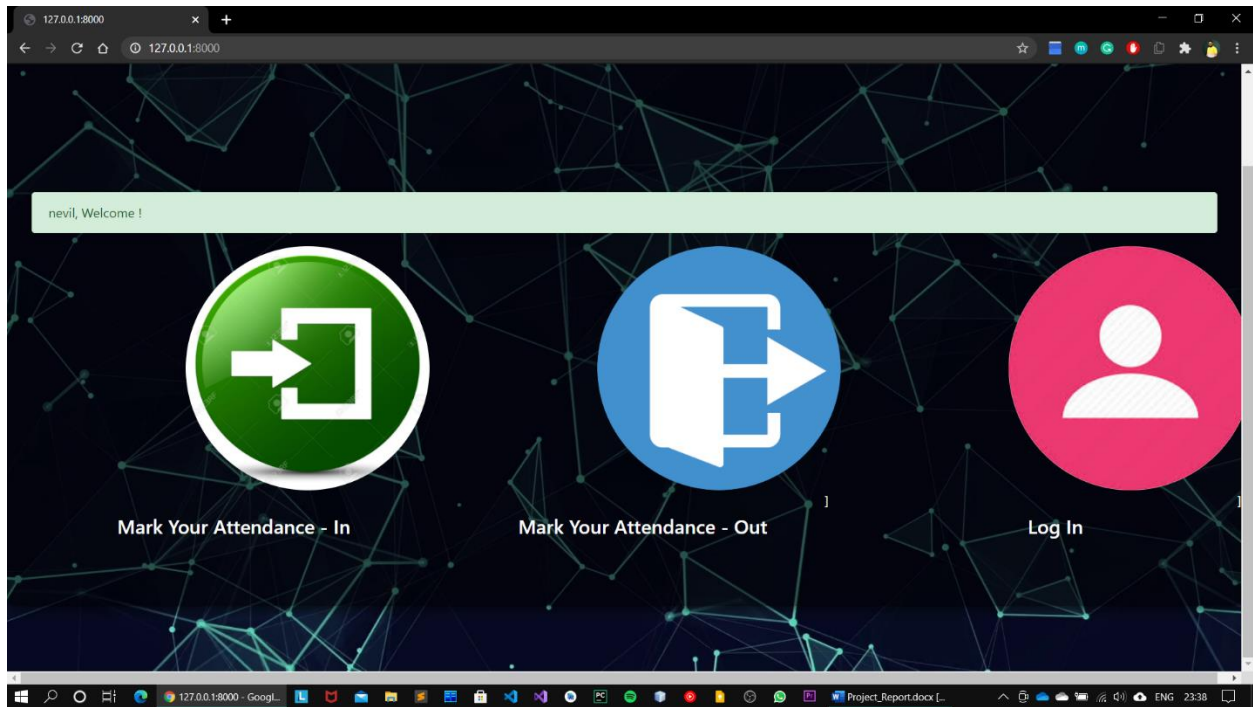 127.0.0.1:8000
127.0.0.1:8000
nevil, Welcome !
]
]
Mark Your Attendance - In
Mark Your Attendance - Out
Log In
127.0.0.1:8000 - Googl...
Project_Report.docx [...
ENG
23:38